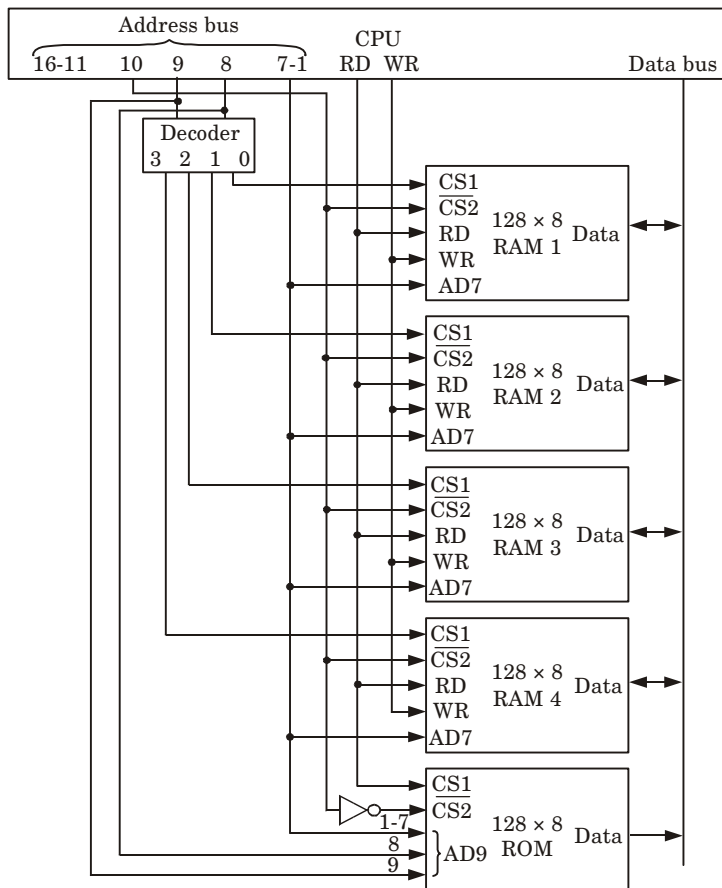 Address bus
CPU
16-11 10 9 8 7-1 RD WR Data bus
Decoder
3 2 1 0
CS1
CS2
RD
WR
AD7
128 × 8
RAM 1
Data
CS1
CS2
RD
WR
AD7
128 × 8
RAM 2
Data
CS1
CS2
RD
WR
AD7
128 × 8
RAM 3
Data
CS1
CS2
RD
WR
AD7
128 × 8
RAM 4
Data
CS1
CS2
1-7
8
9
AD9
128 × 8
ROM
Data